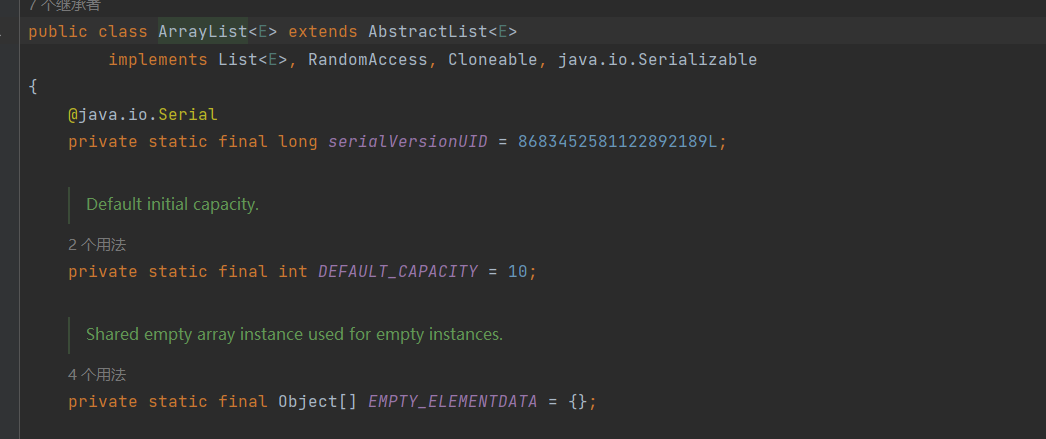 7 个继承者
public class ArrayList<E> extends AbstractList<E>
implements List<E>, RandomAccess, Cloneable, java.io.Serializable
{
@java.io.Serial
private static final long serialVersionUID = 8683452581122892189L;
Default initial capacity.
2 个用法
private static final int DEFAULT_CAPACITY = 10;
Shared empty array instance used for empty instances.
4 个用法
private static final Object[] EMPTY_ELEMENTDATA = {};